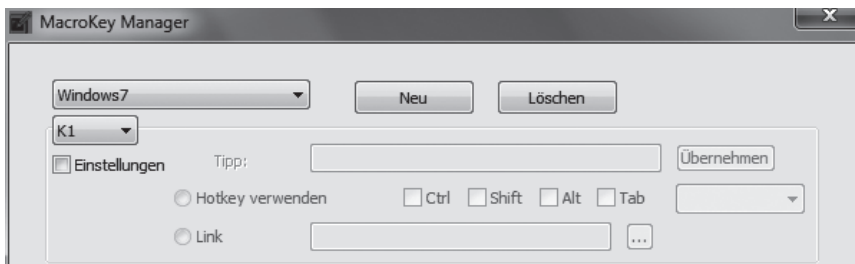 MacroKey Manager
X
Windows7 Neu Löschen
K1
Einstellungen Tipp: Übernehmen
Hotkey verwenden Ctrl Shift Alt Tab
Link ...